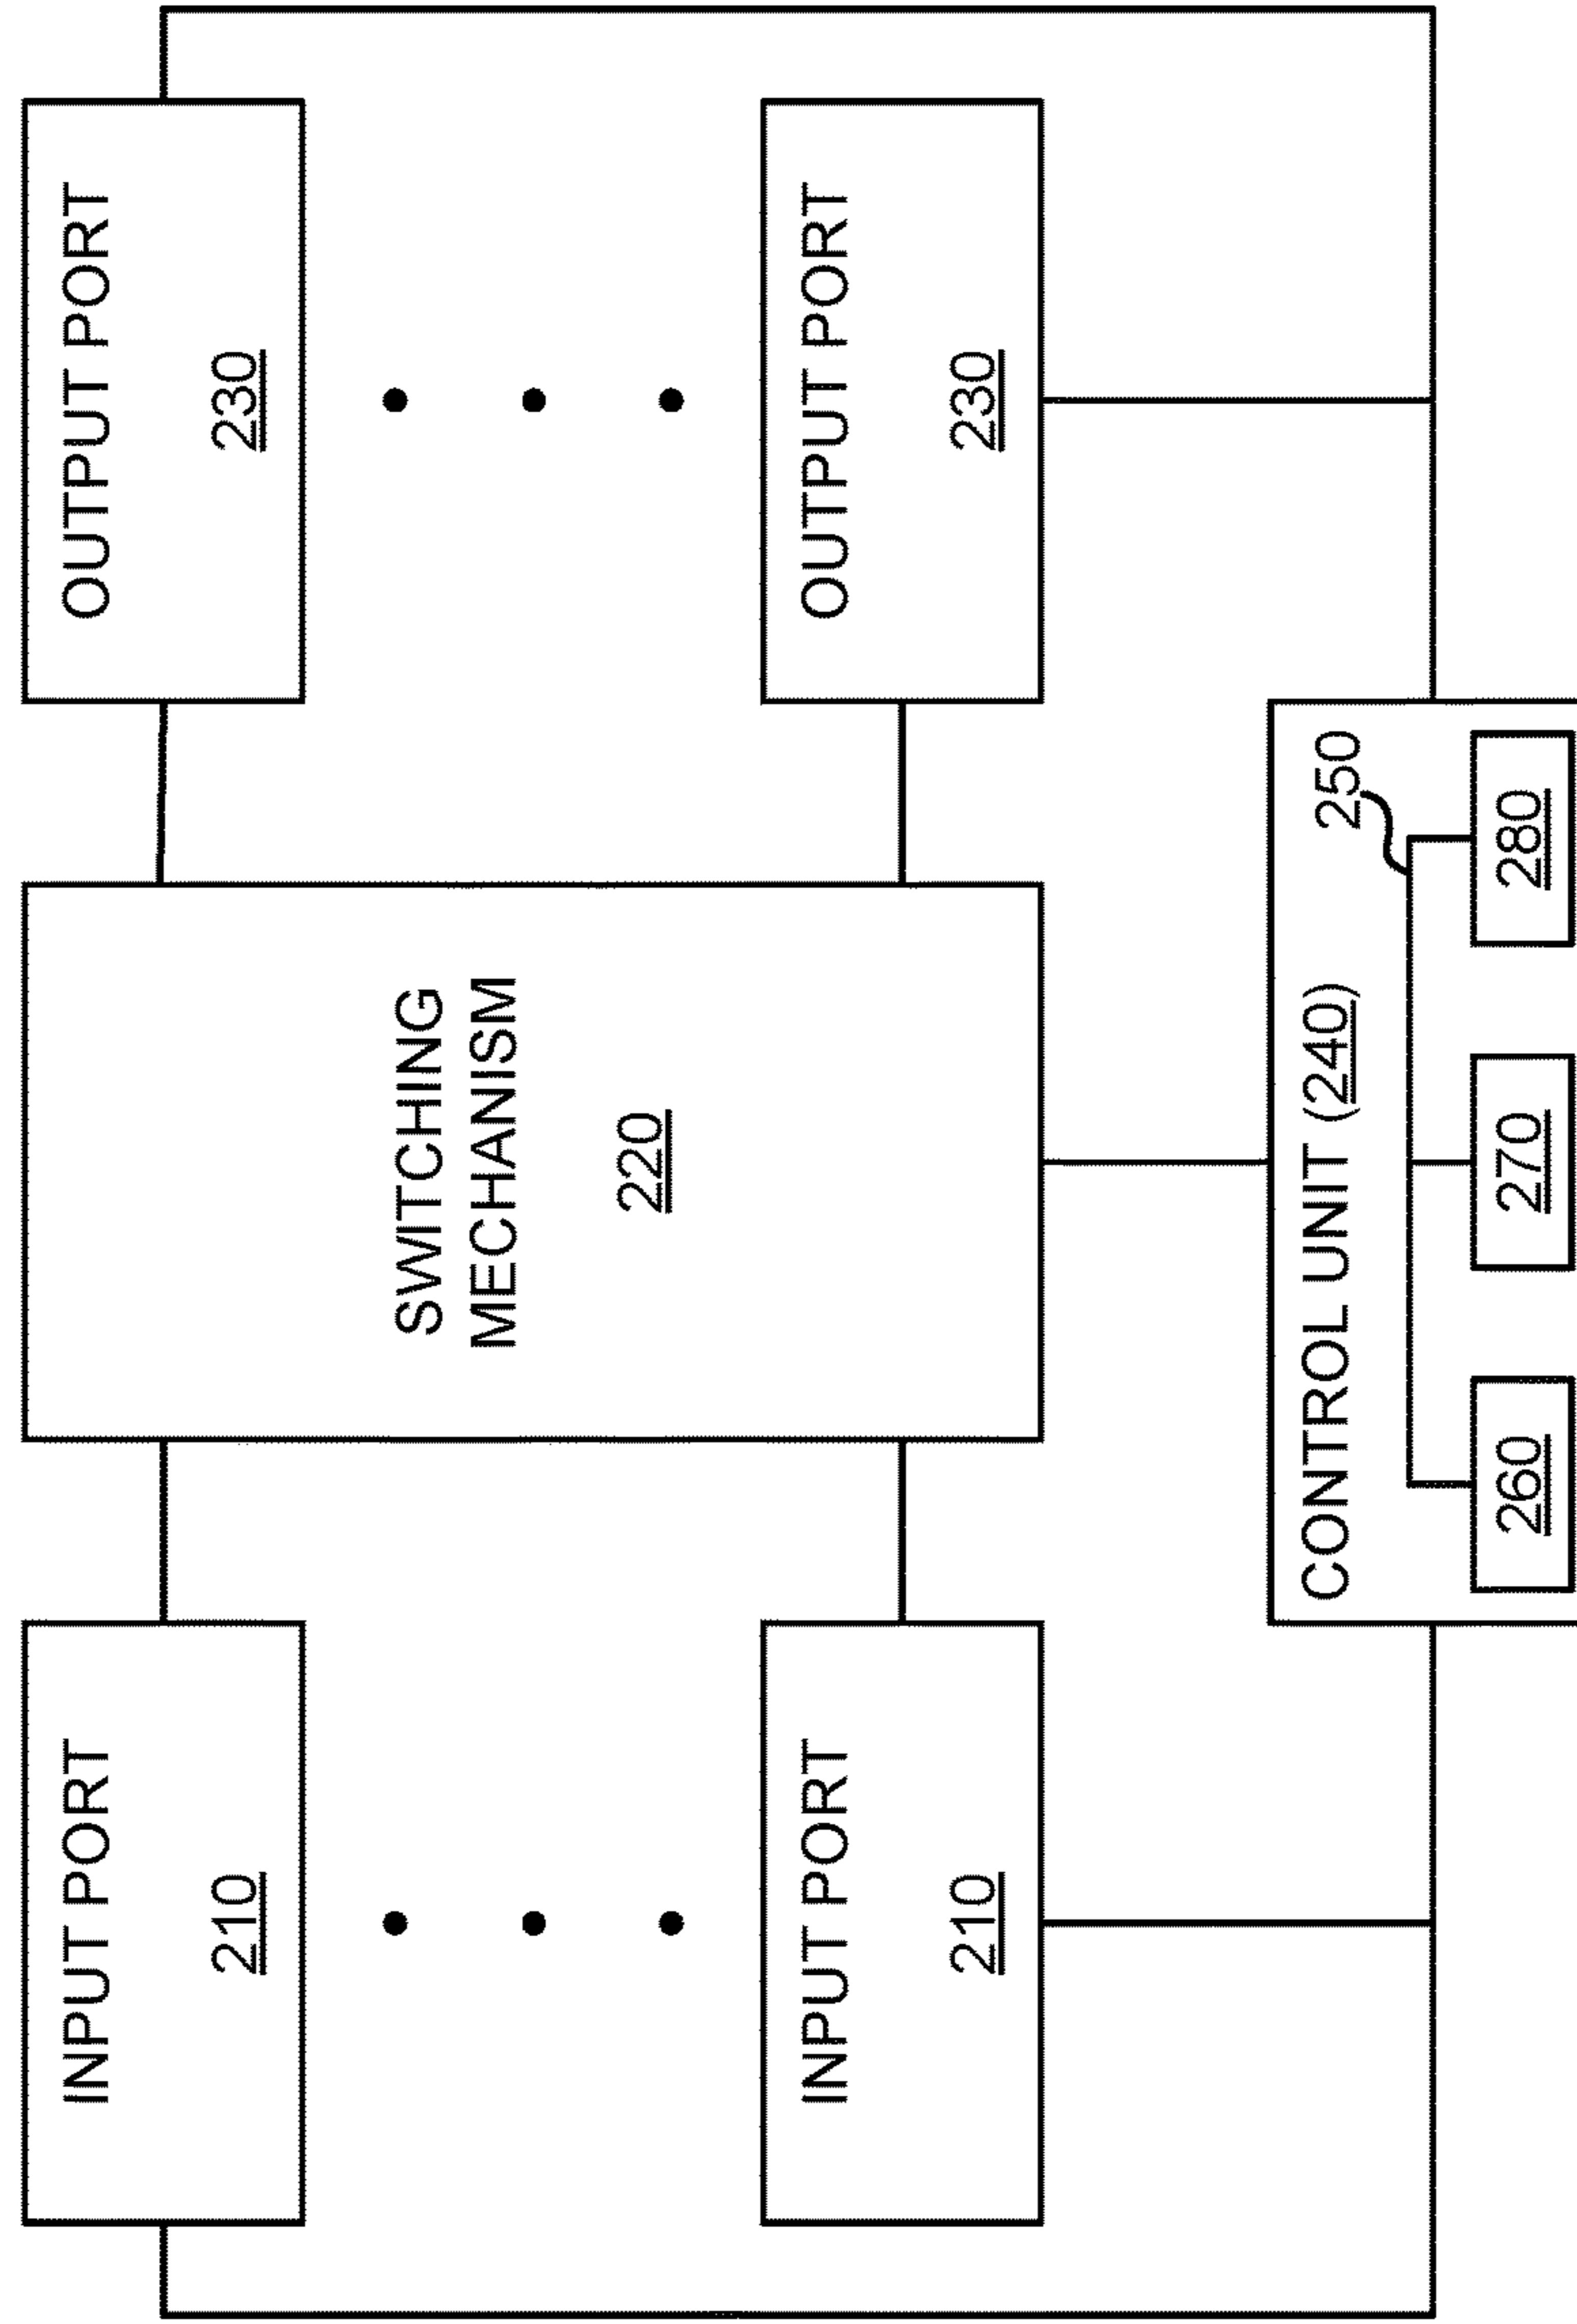 INPUT PORT
210
INPUT PORT
210
SWITCHING
MECHANISM
220
OUTPUT PORT
230
OUTPUT PORT
230
CONTROL UNIT (240)
250
260
270
280